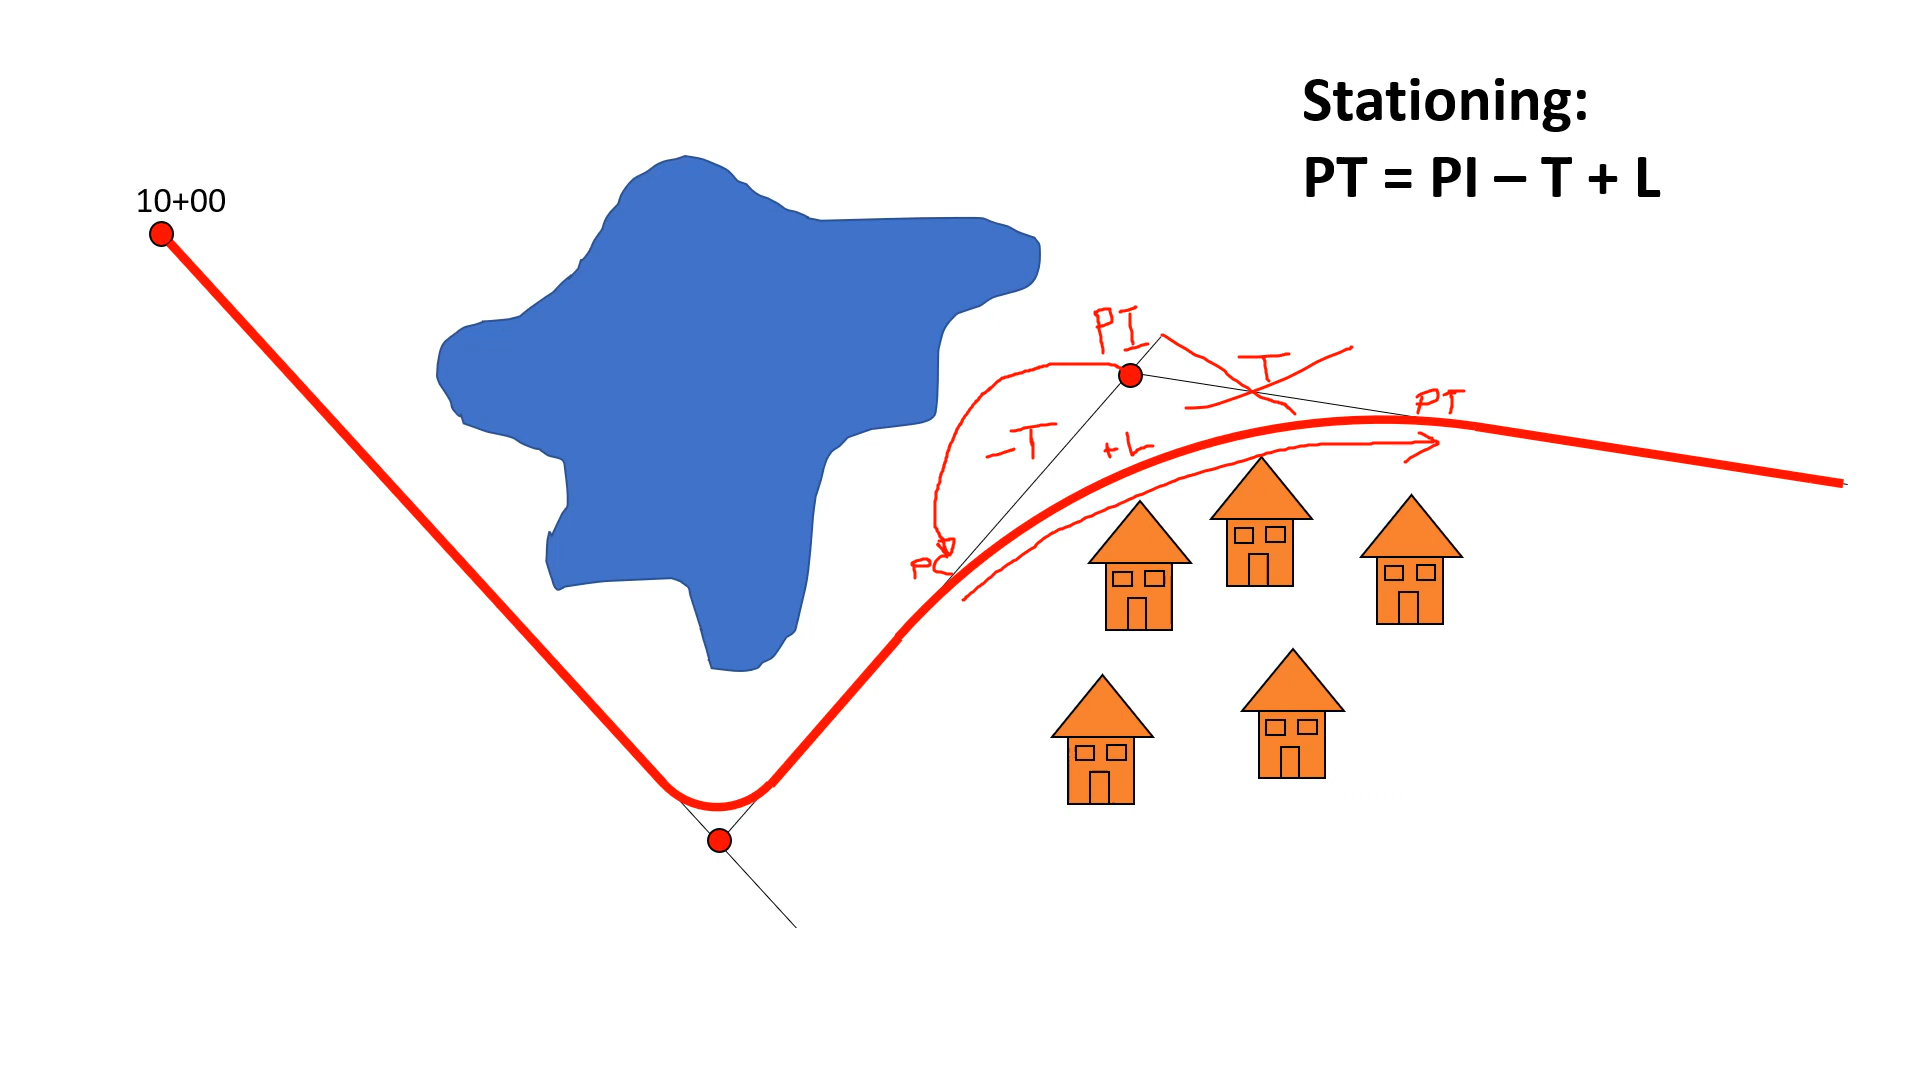 Stationing:
PT = PI – T + L
10+00
PI
T
PT
-T
+L
PC